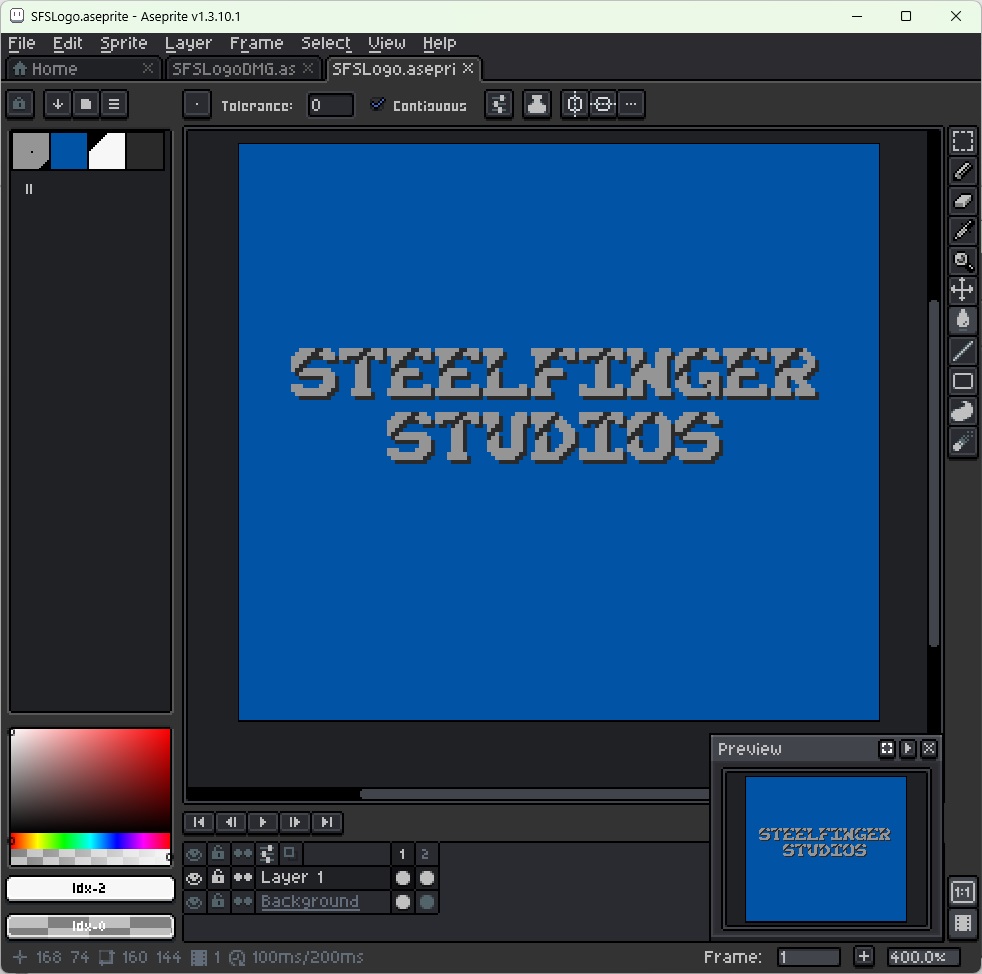 SFSLogo.aseprite - Aseprite v1.3.10.1
File Edit Sprite Layer Frame Select View Help
Home SFSLogoDMG.as SFSLogo.asepri
Tolerance: 0 Contiguous
STEELFINGER
STUDIOS
Preview
STEELFINGER
STUDIOS
1 2
Layer 1
Background
Idx-2
Idx-0
1:1
168 74 160 144 1 100ms/200ms Frame: 1 400.0%